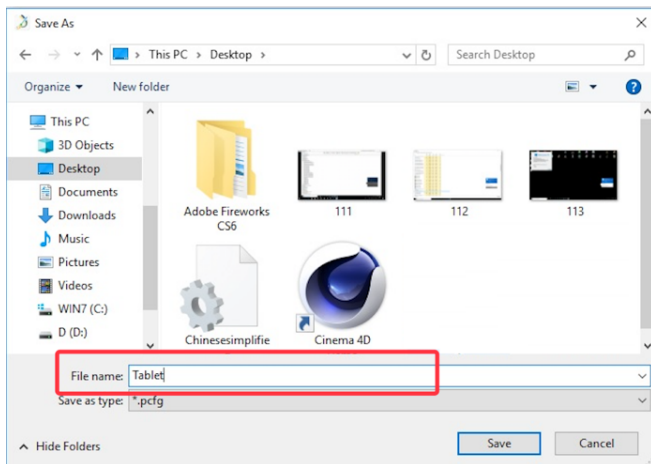 Save As
This PC > Desktop >
Search Desktop
Organize
New folder
This PC
3D Objects
Desktop
Documents
Downloads
Music
Pictures
Videos
WIN7 (C:)
D (D:)
Adobe Fireworks
CS6
111
112
113
Chinesesimplifie
Cinema 4D
File name: Tablet
Save as type: *.pcfg
Hide Folders
Save
Cancel